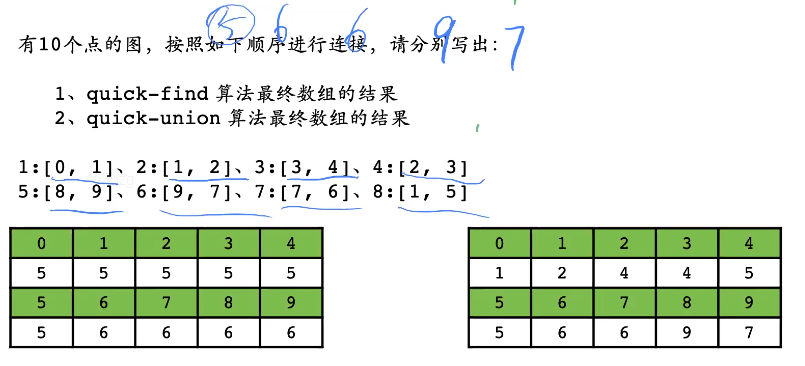 5 6 6 9 7
有10个点的图，按照如下顺序进行连接，请分别写出：
1、quick-find 算法最终数组的结果
2、quick-union 算法最终数组的结果
1:[0, 1]、2:[1, 2]、3:[3, 4]、4:[2, 3]
5:[8, 9]、6:[9, 7]、7:[7, 6]、8:[1, 5]
0 1 2 3 4
5 5 5 5 5
5 6 7 8 9
5 6 6 6 6
0 1 2 3 4
1 2 4 4 5
5 6 7 8 9
5 6 6 9 7